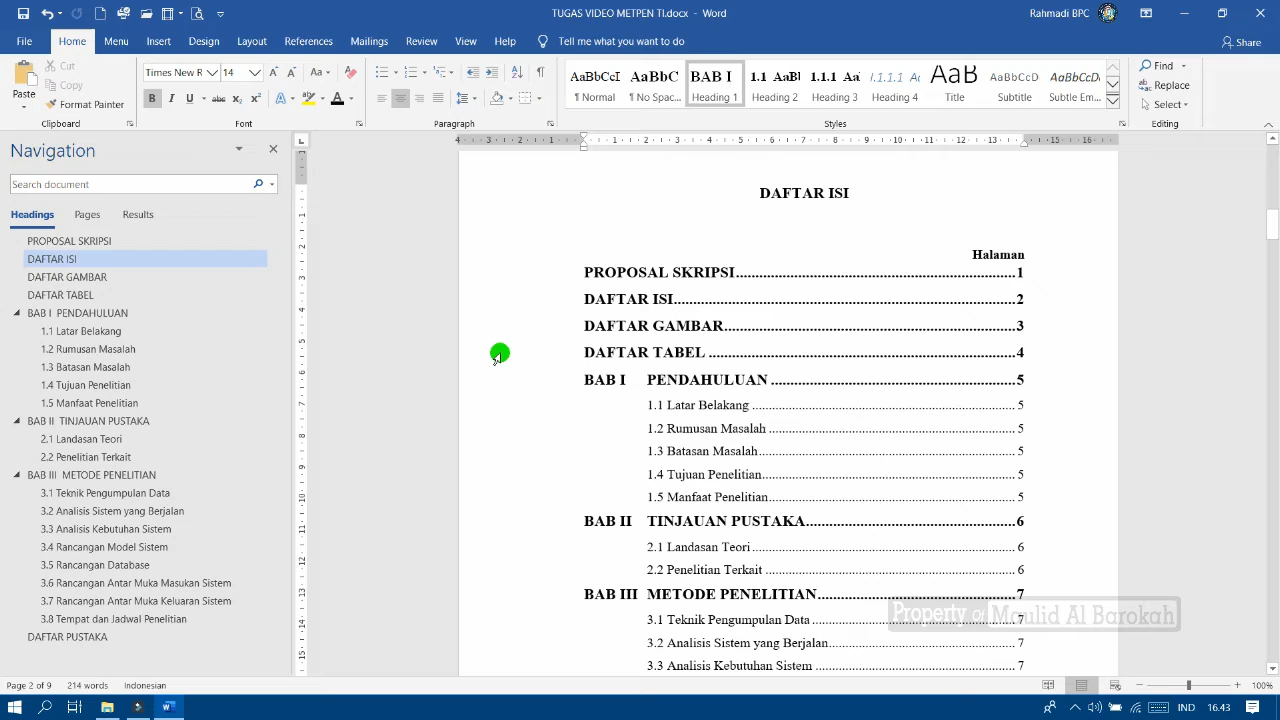 TUGAS VIDEO MENGAJAR.docx - Word
Rahmadi BPC
File Home Menu Insert Design Layout References Mailings Review View Help Tell me what you want to do
Share
Paste
Cut
Copy
Format Painter
Clipboard
Times New R 14
Font
Paragraph
AaBbCcI AaBbC BAB I 1.1 AaBl 1.1.1 Aa 1.1.1.1 Ac AaB AaBbCcD AaBbCcD
¶ Normal ¶ No Spac... Heading 1 Heading 2 Heading 3 Heading 4 Title Subtitle Subtle Em...
Styles
Find
Replace
Select
Editing
Navigation
Search document
Headings Pages Results
PROPOSAL SKRIPSI
DAFTAR ISI
DAFTAR GAMBAR
DAFTAR TABEL
BAB I PENDAHULUAN
1.1 Latar Belakang
1.2 Rumusan Masalah
1.3 Batasan Masalah
1.4 Tujuan Penelitian
1.5 Manfaat Penelitian
BAB II TINJAUAN PUSTAKA
2.1 Landasan Teori
2.2 Penelitian Terkait
BAB III METODE PENELITIAN
3.1 Teknik Pengumpulan Data
3.2 Analisis Sistem yang Berjalan
3.3 Analisis Kebutuhan Sistem
3.4 Rancangan Model Sistem
3.5 Rancangan Database
3.6 Rancangan Antar Muka Masukan Sistem
3.7 Rancangan Antar Muka Keluaran Sistem
3.8 Tempat dan Jadwal Penelitian
DAFTAR PUSTAKA
DAFTAR ISI
Halaman
PROPOSAL SKRIPSI.....1
DAFTAR ISI.....2
DAFTAR GAMBAR.....3
DAFTAR TABEL.....4
BAB I PENDAHULUAN.....5
1.1 Latar Belakang.....5
1.2 Rumusan Masalah.....5
1.3 Batasan Masalah.....5
1.4 Tujuan Penelitian.....5
1.5 Manfaat Penelitian.....5
BAB II TINJAUAN PUSTAKA.....6
2.1 Landasan Teori.....6
2.2 Penelitian Terkait.....6
BAB III METODE PENELITIAN.....7
3.1 Teknik Pengumpulan Data.....7
3.2 Analisis Sistem yang Berjalan.....7
3.3 Analisis Kebutuhan Sistem.....7
Property of Maulid Al Barokah
Page 2 of 9 214 words Indonesian
100%
IND 16.43